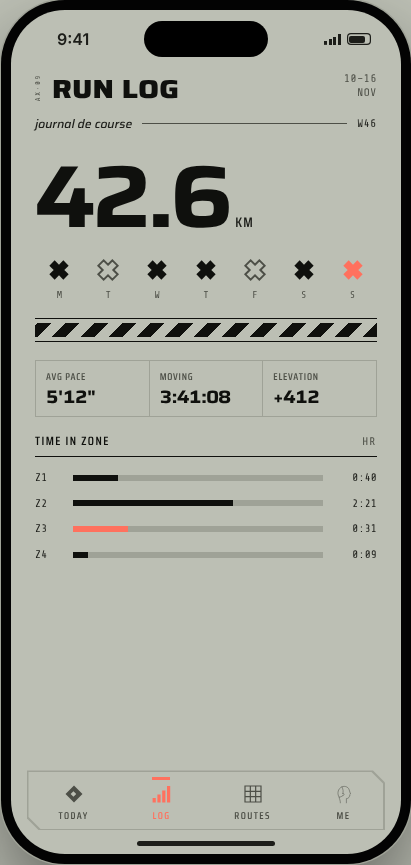 9:41
AX·09
RUN LOG
10–16
NOV
journal de course
W46
42.6 KM
M T W T F S S
AVG PACE MOVING ELEVATION
5'12" 3:41:08 +412
TIME IN ZONE HR
Z1 0:40
Z2 2:21
Z3 0:31
Z4 0:09
TODAY LOG ROUTES ME